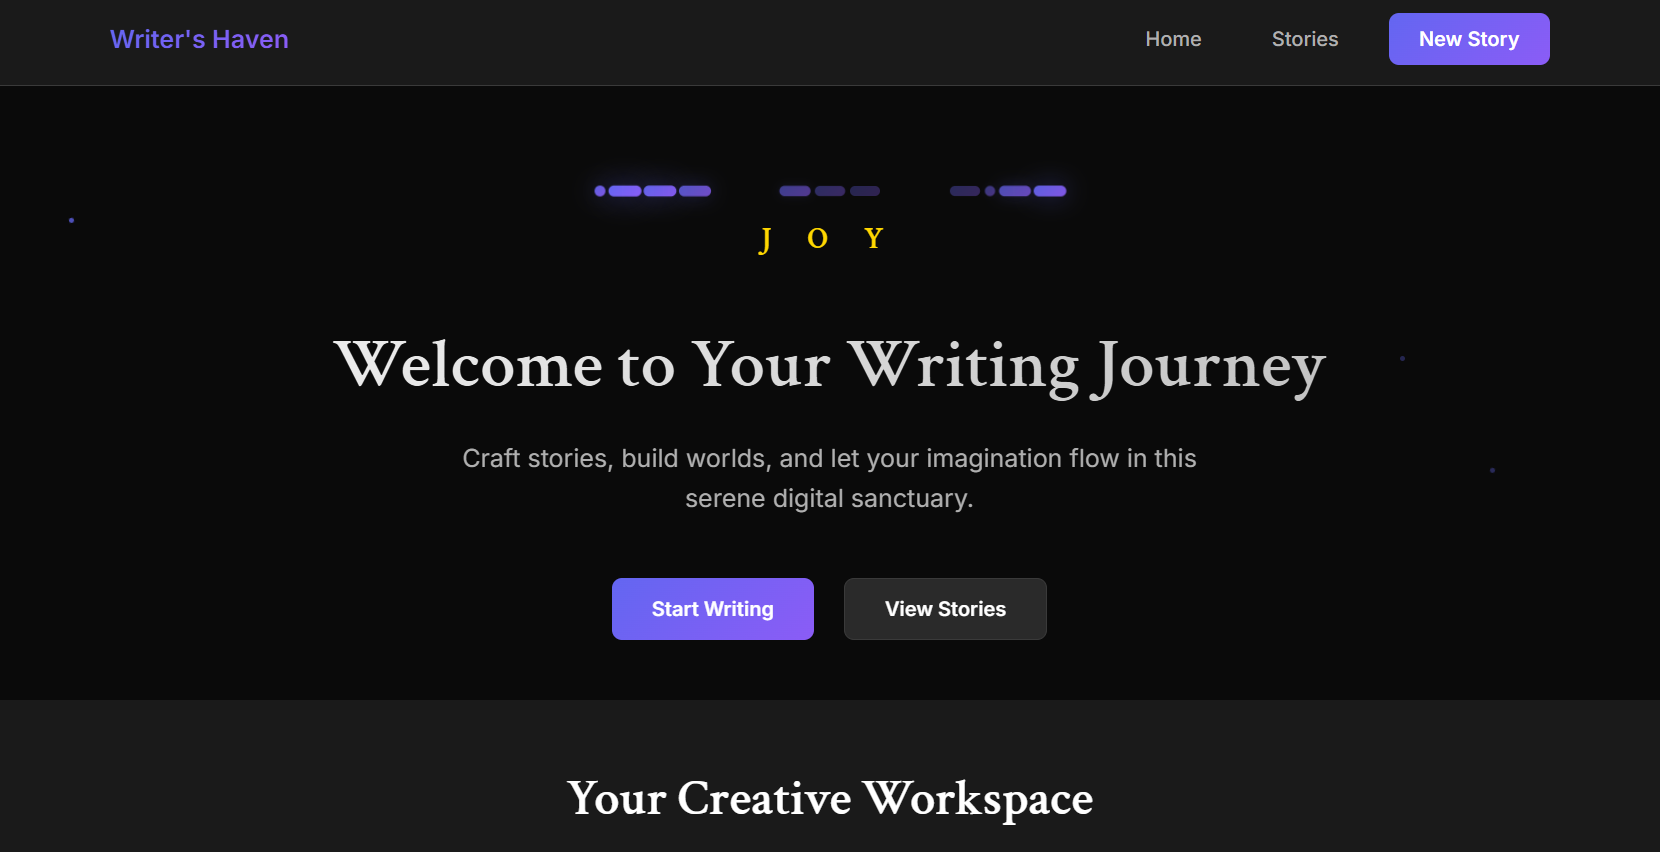 Writer's Haven
Home Stories New Story
J O Y
Welcome to Your Writing Journey
Craft stories, build worlds, and let your imagination flow in this
serene digital sanctuary.
Start Writing View Stories
Your Creative Workspace